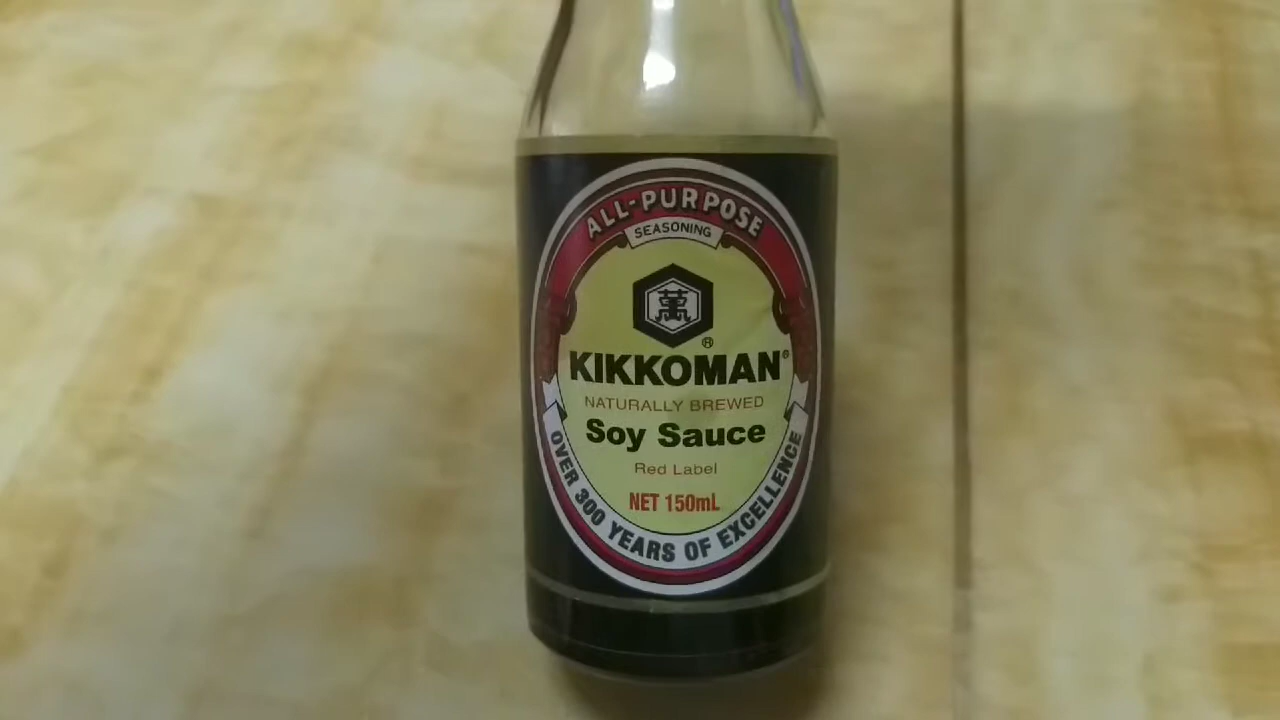 ALL-PURPOSE
SEASONING
萬
®
KIKKOMAN®
NATURALLY BREWED
Soy Sauce
Red Label
NET 150mL
OVER 300 YEARS OF EXCELLENCE